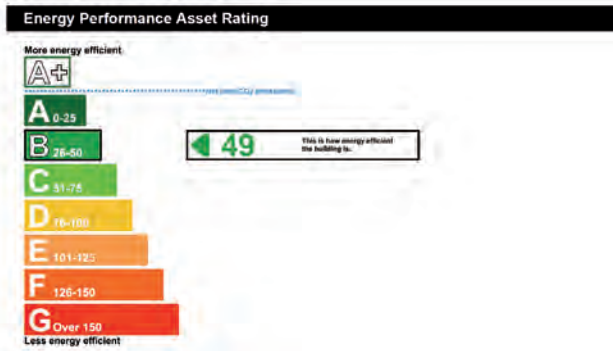 Energy Performance Asset Rating
More energy efficient
A+
A 0-25
B 26-50
49
This is how energy efficient
the building is.
C 51-75
D 76-100
E 101-125
F 126-150
G Over 150
Less energy efficient